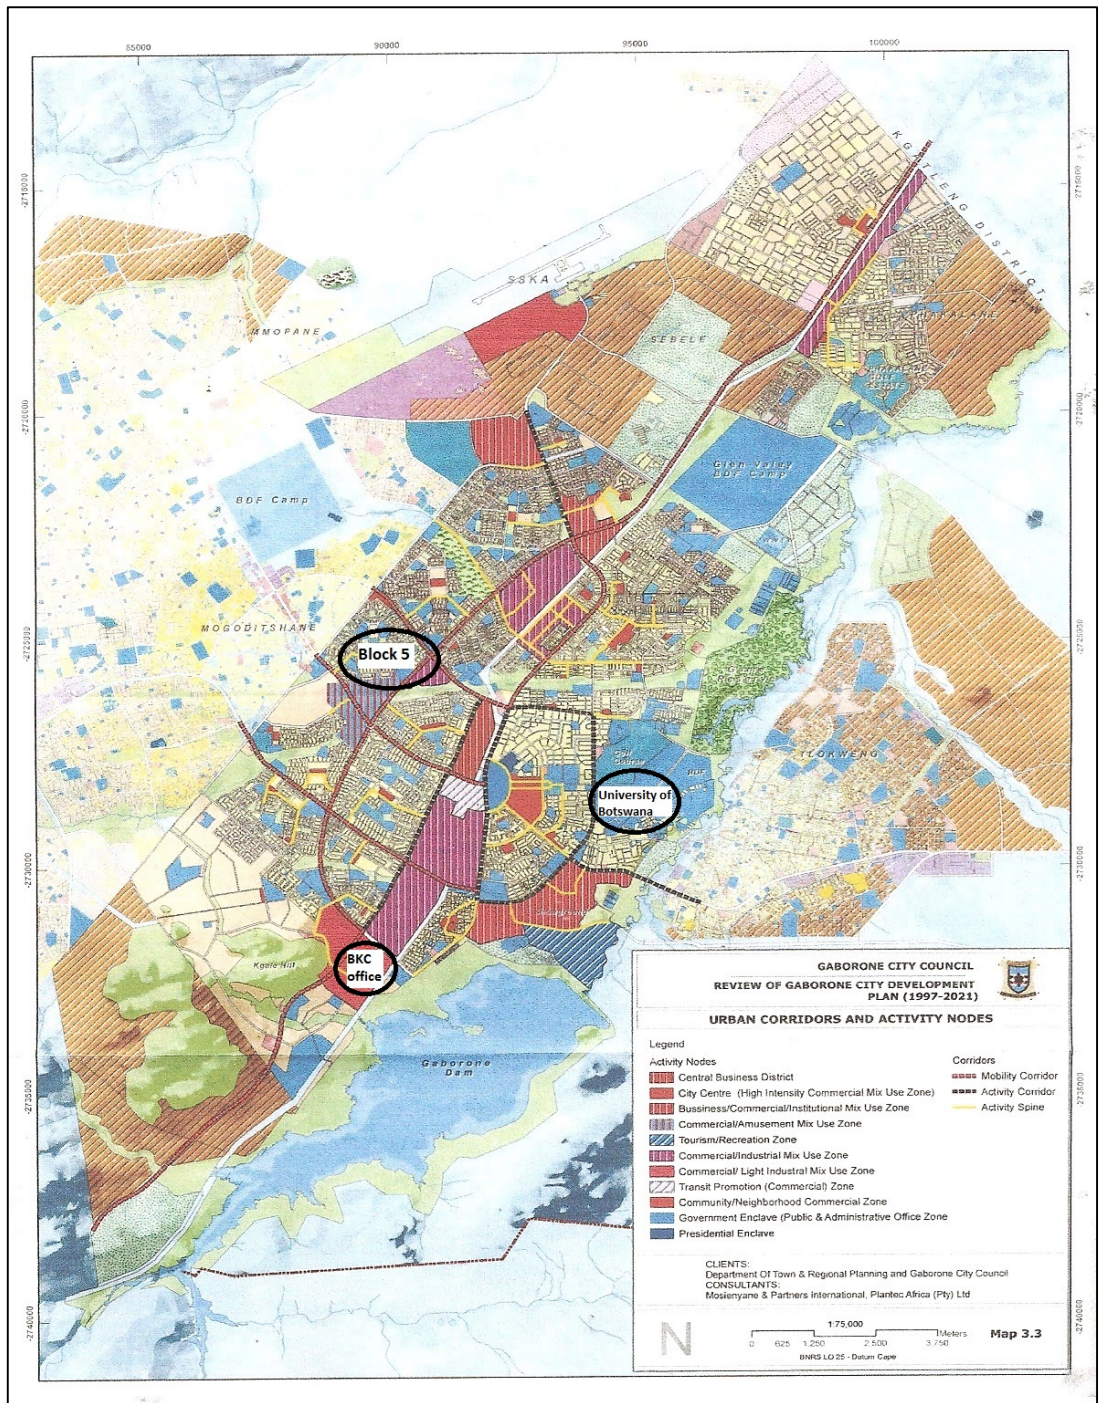 85000
90000
95000
100000
KGATLENG DISTRICT
-2715000
-2715000
SSKA
MMOPANE
SEBELE
PHAKALANE
GOLF
ESTATE
-2720000
-2720000
BDF Camp
Glen Valley
BDF Camp
MOGODITSHANE
-2725000
-2725000
Block 5
TLOKWENG
Golf
Course
BDF
University of
Botswana
-2730000
-2730000
BKC
office
Kgale Hill
Gaborone
Dam
-2735000
-2735000
-2740000
-2740000
GABORONE CITY COUNCIL
REVIEW OF GABORONE CITY DEVELOPMENT
PLAN (1997-2021)
URBAN CORRIDORS AND ACTIVITY NODES
Legend
Activity Nodes
Central Business District
City Centre (High Intensity Commercial Mix Use Zone)
Bussiness/Commercial/Institutional Mix Use Zone
Commercial/Amusement Mix Use Zone
Tourism/Recreation Zone
Commercial/Industrial Mix Use Zone
Commercial/ Light Industral Mix Use Zone
Transit Promotion (Commercial) Zone
Community/Neighborhood Commercial Zone
Government Enclave (Public & Administrative Office Zone
Presidential Enclave
Corridors
Mobility Corridor
Activity Corridor
Activity Spine
CLIENTS:
Department Of Town & Regional Planning and Gaborone City Council
CONSULTANTS:
Mosienyane & Partners International, Plantec Africa (Pty) Ltd
N
1:75,000
0 625 1,250 2,500 3,750 Meters
BNRS LO 25 - Datum Cape
Map 3.3